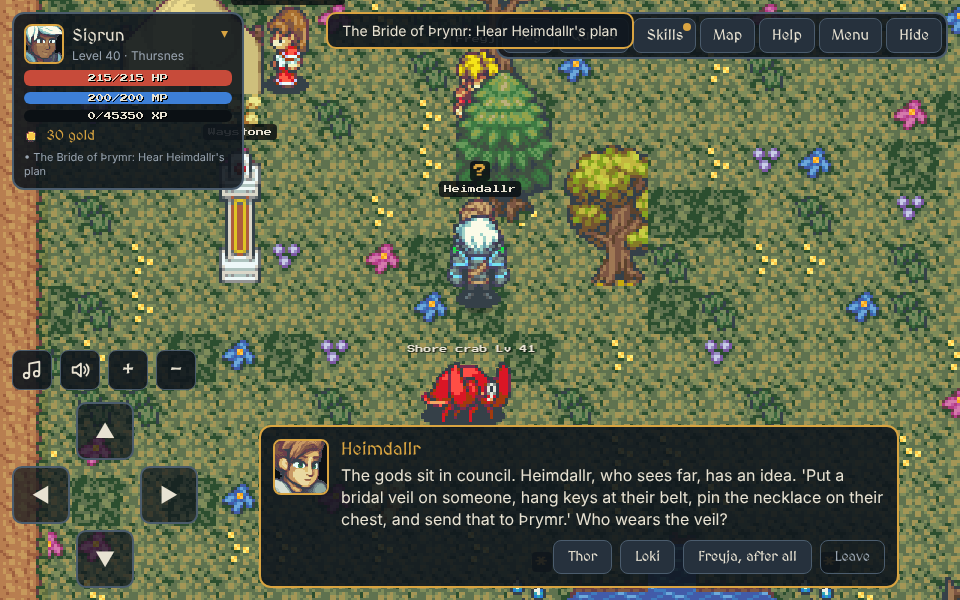 Sigrun
Level 40 · Thursnes
215/215 HP
200/200 MP
0/45350 XP
30 gold
• The Bride of Þrymr: Hear Heimdallr's
plan
The Bride of Þrymr: Hear Heimdallr's plan
Skills
Map
Help
Menu
Hide
Waystone
?
Heimdallr
Shore crab Lv 41
+
-
Heimdallr
The gods sit in council. Heimdallr, who sees far, has an idea. 'Put a
bridal veil on someone, hang keys at their belt, pin the necklace on their
chest, and send that to Þrymr.' Who wears the veil?
Thor
Loki
Freyja, after all
Leave